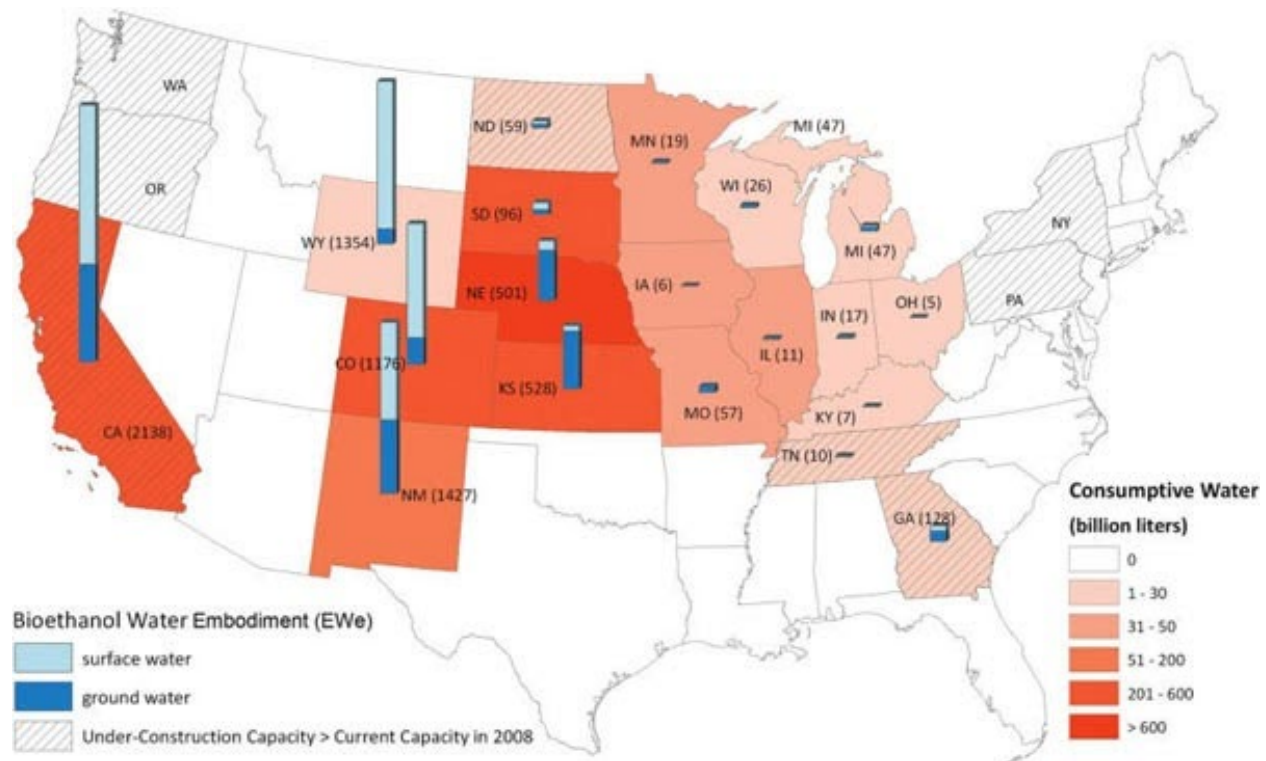 WA
OR
CA (2138)
WY (1354)
CO (1176)
NM (1427)
ND (59)
SD (96)
NE (501)
KS (528)
MN (19)
IA (6)
MO (57)
WI (26)
IL (11)
MI (47)
MI (47)
IN (17)
OH (5)
KY (7)
TN (10)
GA (128)
NY
PA
Bioethanol Water Embodiment (EWe)
surface water
ground water
Under-Construction Capacity > Current Capacity in 2008
Consumptive Water
(billion liters)
0
1 - 30
31 - 50
51 - 200
201 - 600
> 600